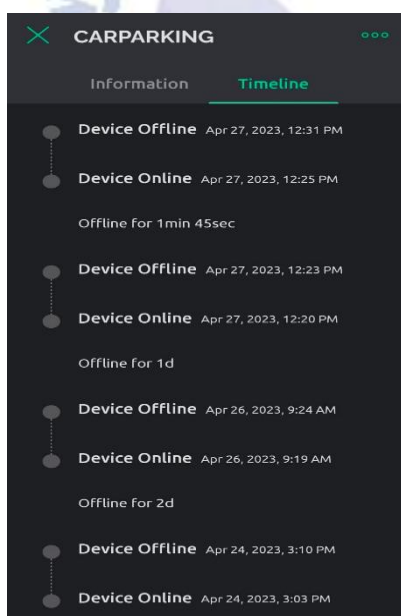 CARPARKING
Information Timeline
Device Offline Apr 27, 2023, 12:31 PM
Device Online Apr 27, 2023, 12:25 PM
Offline for 1min 45sec
Device Offline Apr 27, 2023, 12:23 PM
Device Online Apr 27, 2023, 12:20 PM
Offline for 1d
Device Offline Apr 26, 2023, 9:24 AM
Device Online Apr 26, 2023, 9:19 AM
Offline for 2d
Device Offline Apr 24, 2023, 3:10 PM
Device Online Apr 24, 2023, 3:03 PM